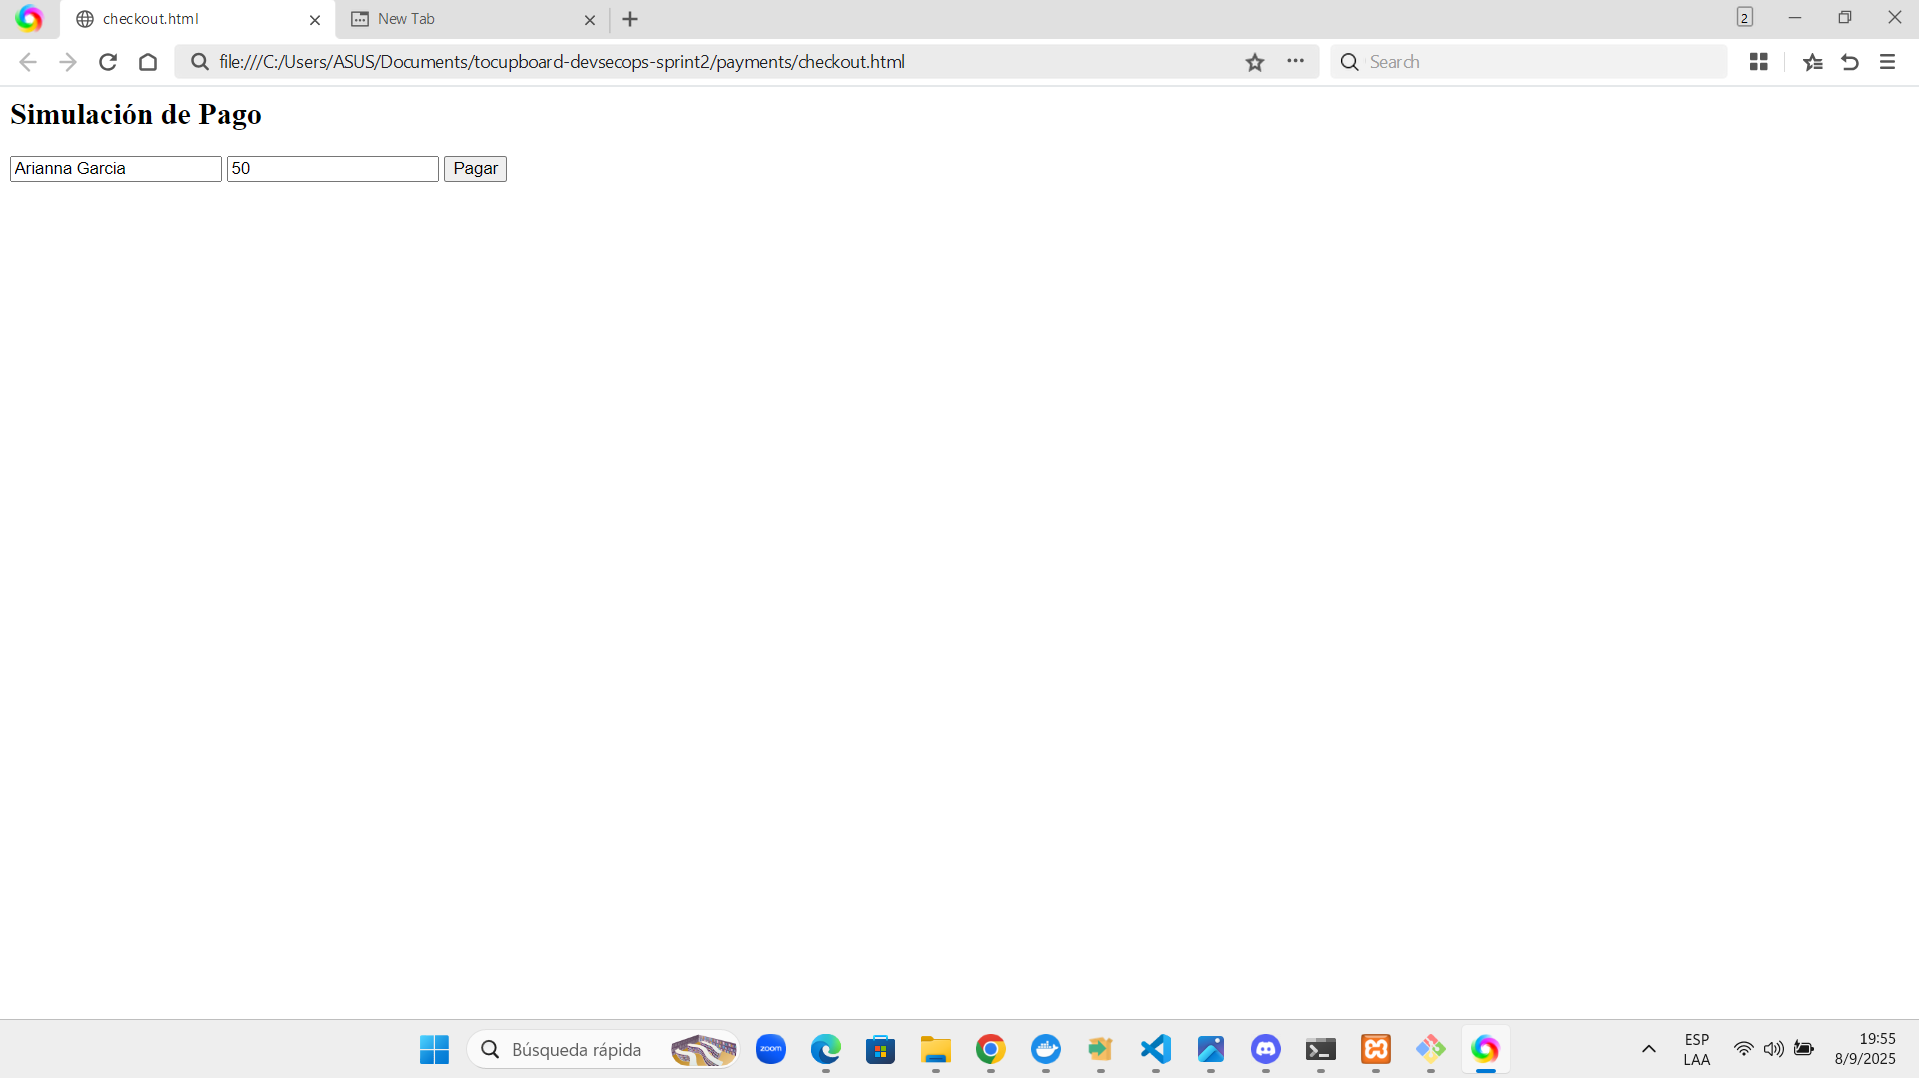 checkout.html
New Tab
2
file:///C:/Users/ASUS/Documents/tocupboard-devsecops-sprint2/payments/checkout.html
Search
Simulación de Pago
Arianna Garcia 50 Pagar
Búsqueda rápida
zoom
ESP
LAA
19:55
8/9/2025